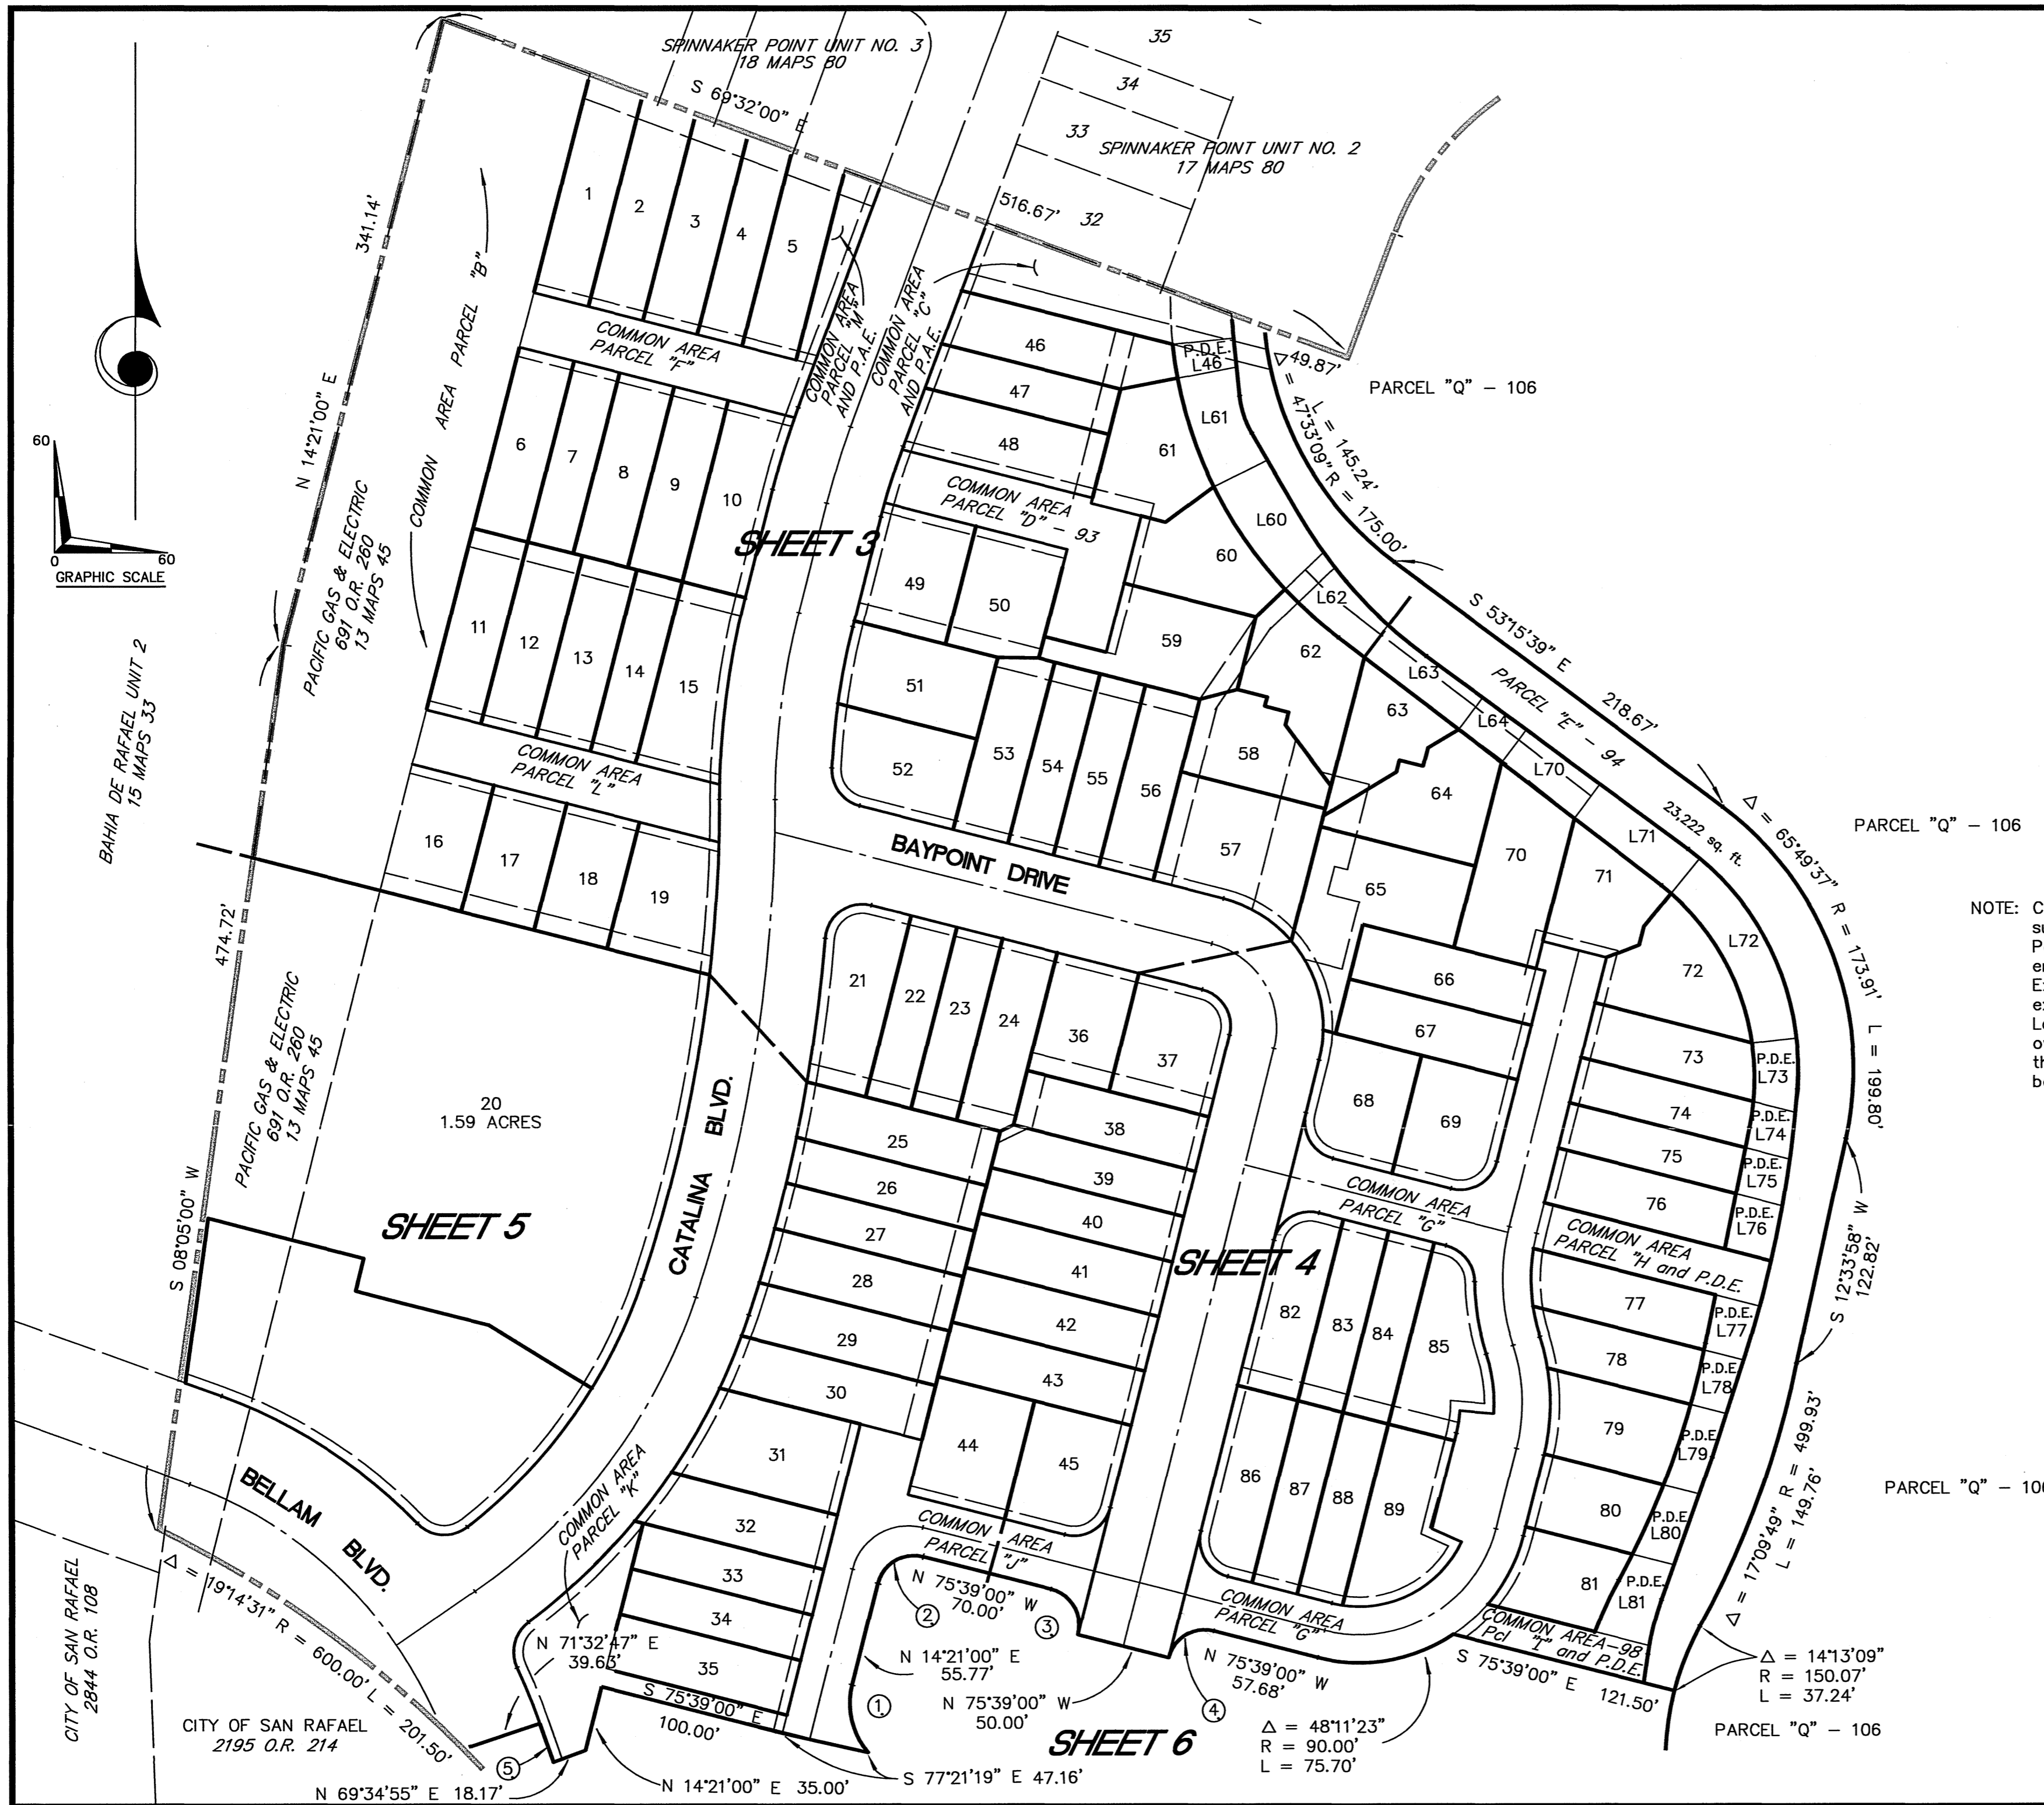 SPINNAKER POINT UNIT NO. 3
18 MAPS 80
S 69°32'00" E
35
34
33
SPINNAKER POINT UNIT NO. 2
17 MAPS 80
516.67'
32
341.14'
N 14°21'00" E
COMMON AREA PARCEL "B"
1
2
3
4
5
COMMON AREA
PARCEL "F"
COMMON AREA
PARCEL "M"
AND P.A.E.
COMMON AREA
PARCEL "C"
AND P.A.E.
46
47
48
P.D.E.
L46
49.87'
PARCEL "Q" – 106
Δ = 47°33'09" R = 175.00'
L = 145.24'
61
L61
60
GRAPHIC SCALE
0
60
6
7
8
9
10
SHEET 3
COMMON AREA
PARCEL "D" – 93
L60
60
PACIFIC GAS & ELECTRIC
691 O.R. 260
13 MAPS 45
49
50
59
L62
62
S 53°15'39" E
218.67'
BAHIA DE RAFAEL UNIT 2
15 MAPS 33
11
12
13
14
15
51
52
53
54
55
56
58
57
63
L63
L64
PARCEL "E" – 94
23,222 sq. ft.
COMMON AREA
PARCEL "L"
16
17
18
19
BAYPOINT DRIVE
64
65
70
L70
71
L71
L72
72
Δ = 65°49'37" R = 173.91' L = 199.80'
PARCEL "Q" – 106
NOTE: C
P
E
474.72'
S 08°05'00" W
PACIFIC GAS & ELECTRIC
691 O.R. 260
13 MAPS 45
20
1.59 ACRES
SHEET 5
CATALINA BLVD.
21
22
23
24
36
37
66
67
68
69
73
P.D.E.
L73
74
P.D.E.
L74
75
P.D.E.
L75
76
P.D.E.
L76
25
26
27
28
29
30
38
39
40
41
42
43
44
45
COMMON AREA
PARCEL "G"
SHEET 4
COMMON AREA
PARCEL "H and P.D.E.
S 12°33'58" W
122.82'
77
P.D.E.
L77
78
P.D.E.
L78
79
P.D.E.
L79
80
P.D.E.
L80
81
P.D.E.
L81
82
83
84
85
86
87
88
89
31
32
33
34
35
COMMON AREA
PARCEL "K"
COMMON AREA
PARCEL "J"
COMMON AREA
PARCEL "G"
COMMON AREA–98
Pcl "I" and P.D.E.
Δ = 17°09'49" R = 499.93'
L = 149.76'
PARCEL "Q" – 10
BELLAM BLVD.
CITY OF SAN RAFAEL
2844 O.R. 108
Δ = 19°14'31" R = 600.00' L = 201.50'
CITY OF SAN RAFAEL
2195 O.R. 214
N 71°32'47" E
39.63'
S 75°39'00" E
100.00'
N 75°39'00" W
70.00'
N 14°21'00" E
55.77'
N 75°39'00" W
50.00'
N 75°39'00" W
57.68'
S 75°39'00" E 121.50'
1.
2.
3.
4.
5.
Δ = 14°13'09"
R = 150.07'
L = 37.24'
Δ = 48°11'23"
R = 90.00'
L = 75.70'
PARCEL "Q" – 106
SHEET 6
S 77°21'19" E 47.16'
N 14°21'00" E 35.00'
N 69°34'55" E 18.17'